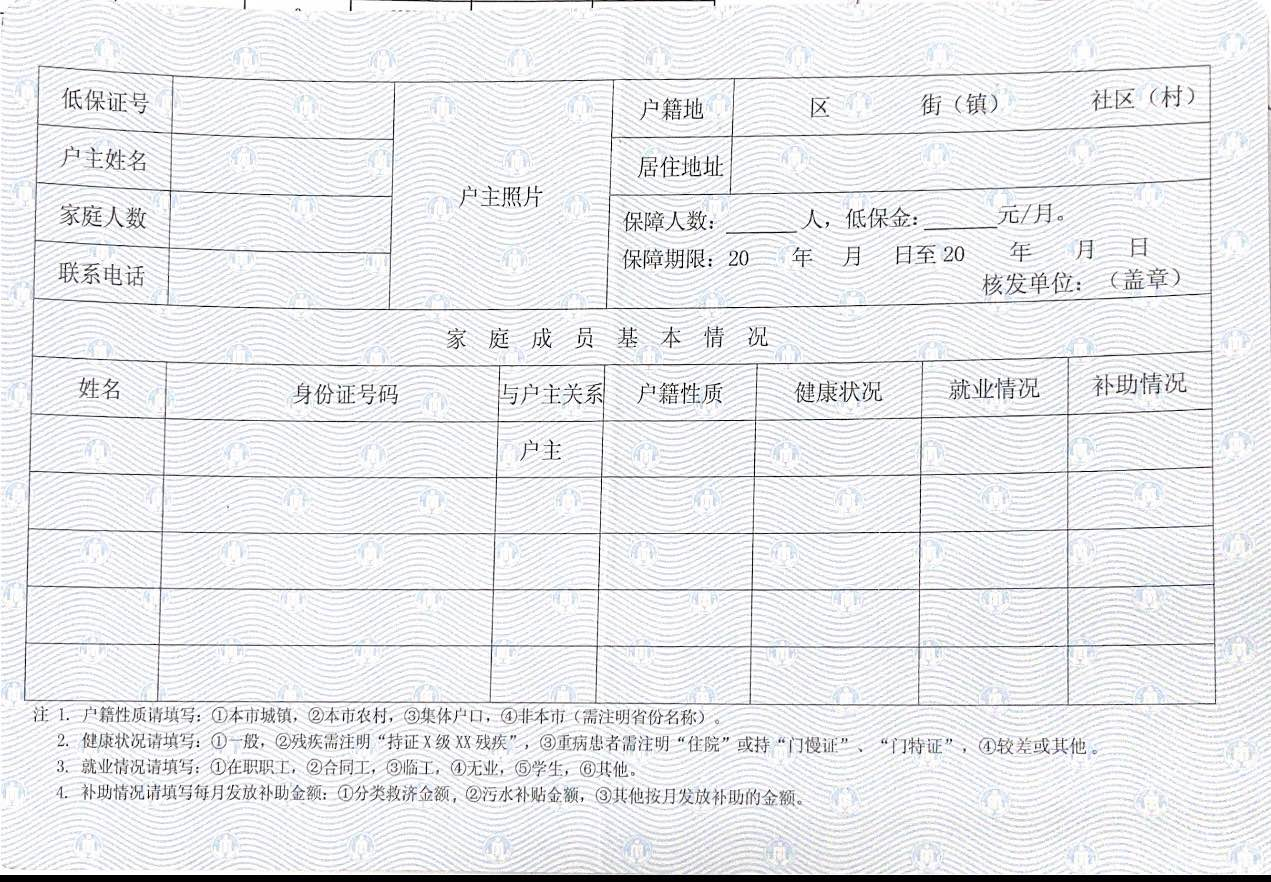 低保证号
户主姓名
家庭人数
联系电话
户主照片
户籍地 区 街（镇） 社区（村）
居住地址
保障人数：______人，低保金：______元/月。
保障期限：20 年 月 日至20 年 月 日
核发单位：（盖章）
家庭成员基本情况
姓名 身份证号码 与户主关系 户籍性质 健康状况 就业情况 补助情况
户主
注 1. 户籍性质请填写：①本市城镇，②本市农村，③集体户口，④非本市（需注明省份名称）。
2. 健康状况请填写：①一般，②残疾需注明“持证X级XX残疾”，③重病患者需注明“住院”或持“门慢证”、“门特证”，④较差或其他。
3. 就业情况请填写：①在职职工，②合同工，③临工，④无业，⑤学生，⑥其他。
4. 补助情况请填写每月发放补助金额：①分类救济金额，②污水补贴金额，③其他按月发放补助的金额。